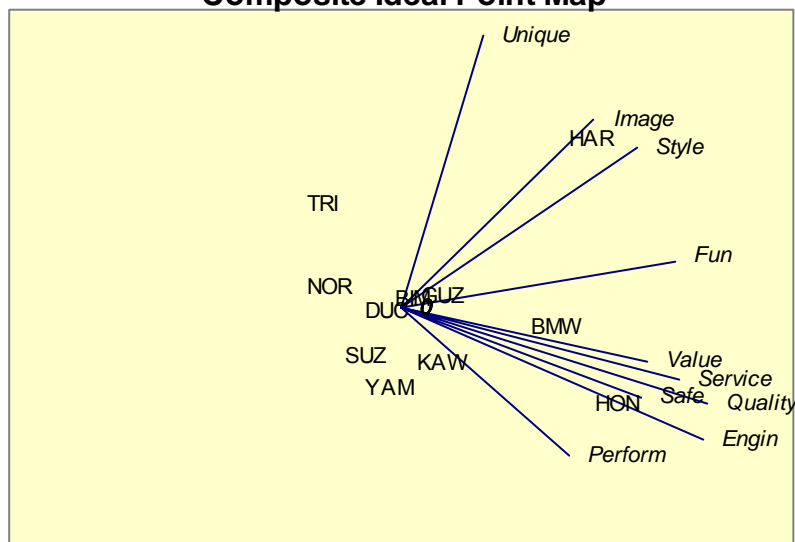 Composite Ideal Point Map
Unique
Image
HAR
Style
TRI
Fun
NOR
GUZ
DUC
BMW
SUZ
KAW
Value
YAM
Service
Safe
HON
Quality
Engin
Perform